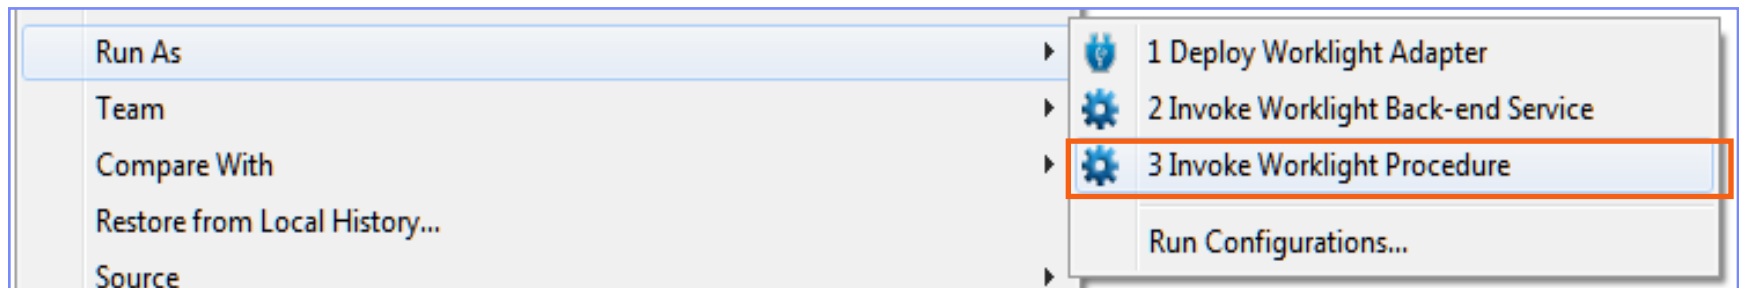 Run As
Team
Compare With
Restore from Local History...
Source
1 Deploy Worklight Adapter
2 Invoke Worklight Back-end Service
3 Invoke Worklight Procedure
Run Configurations...